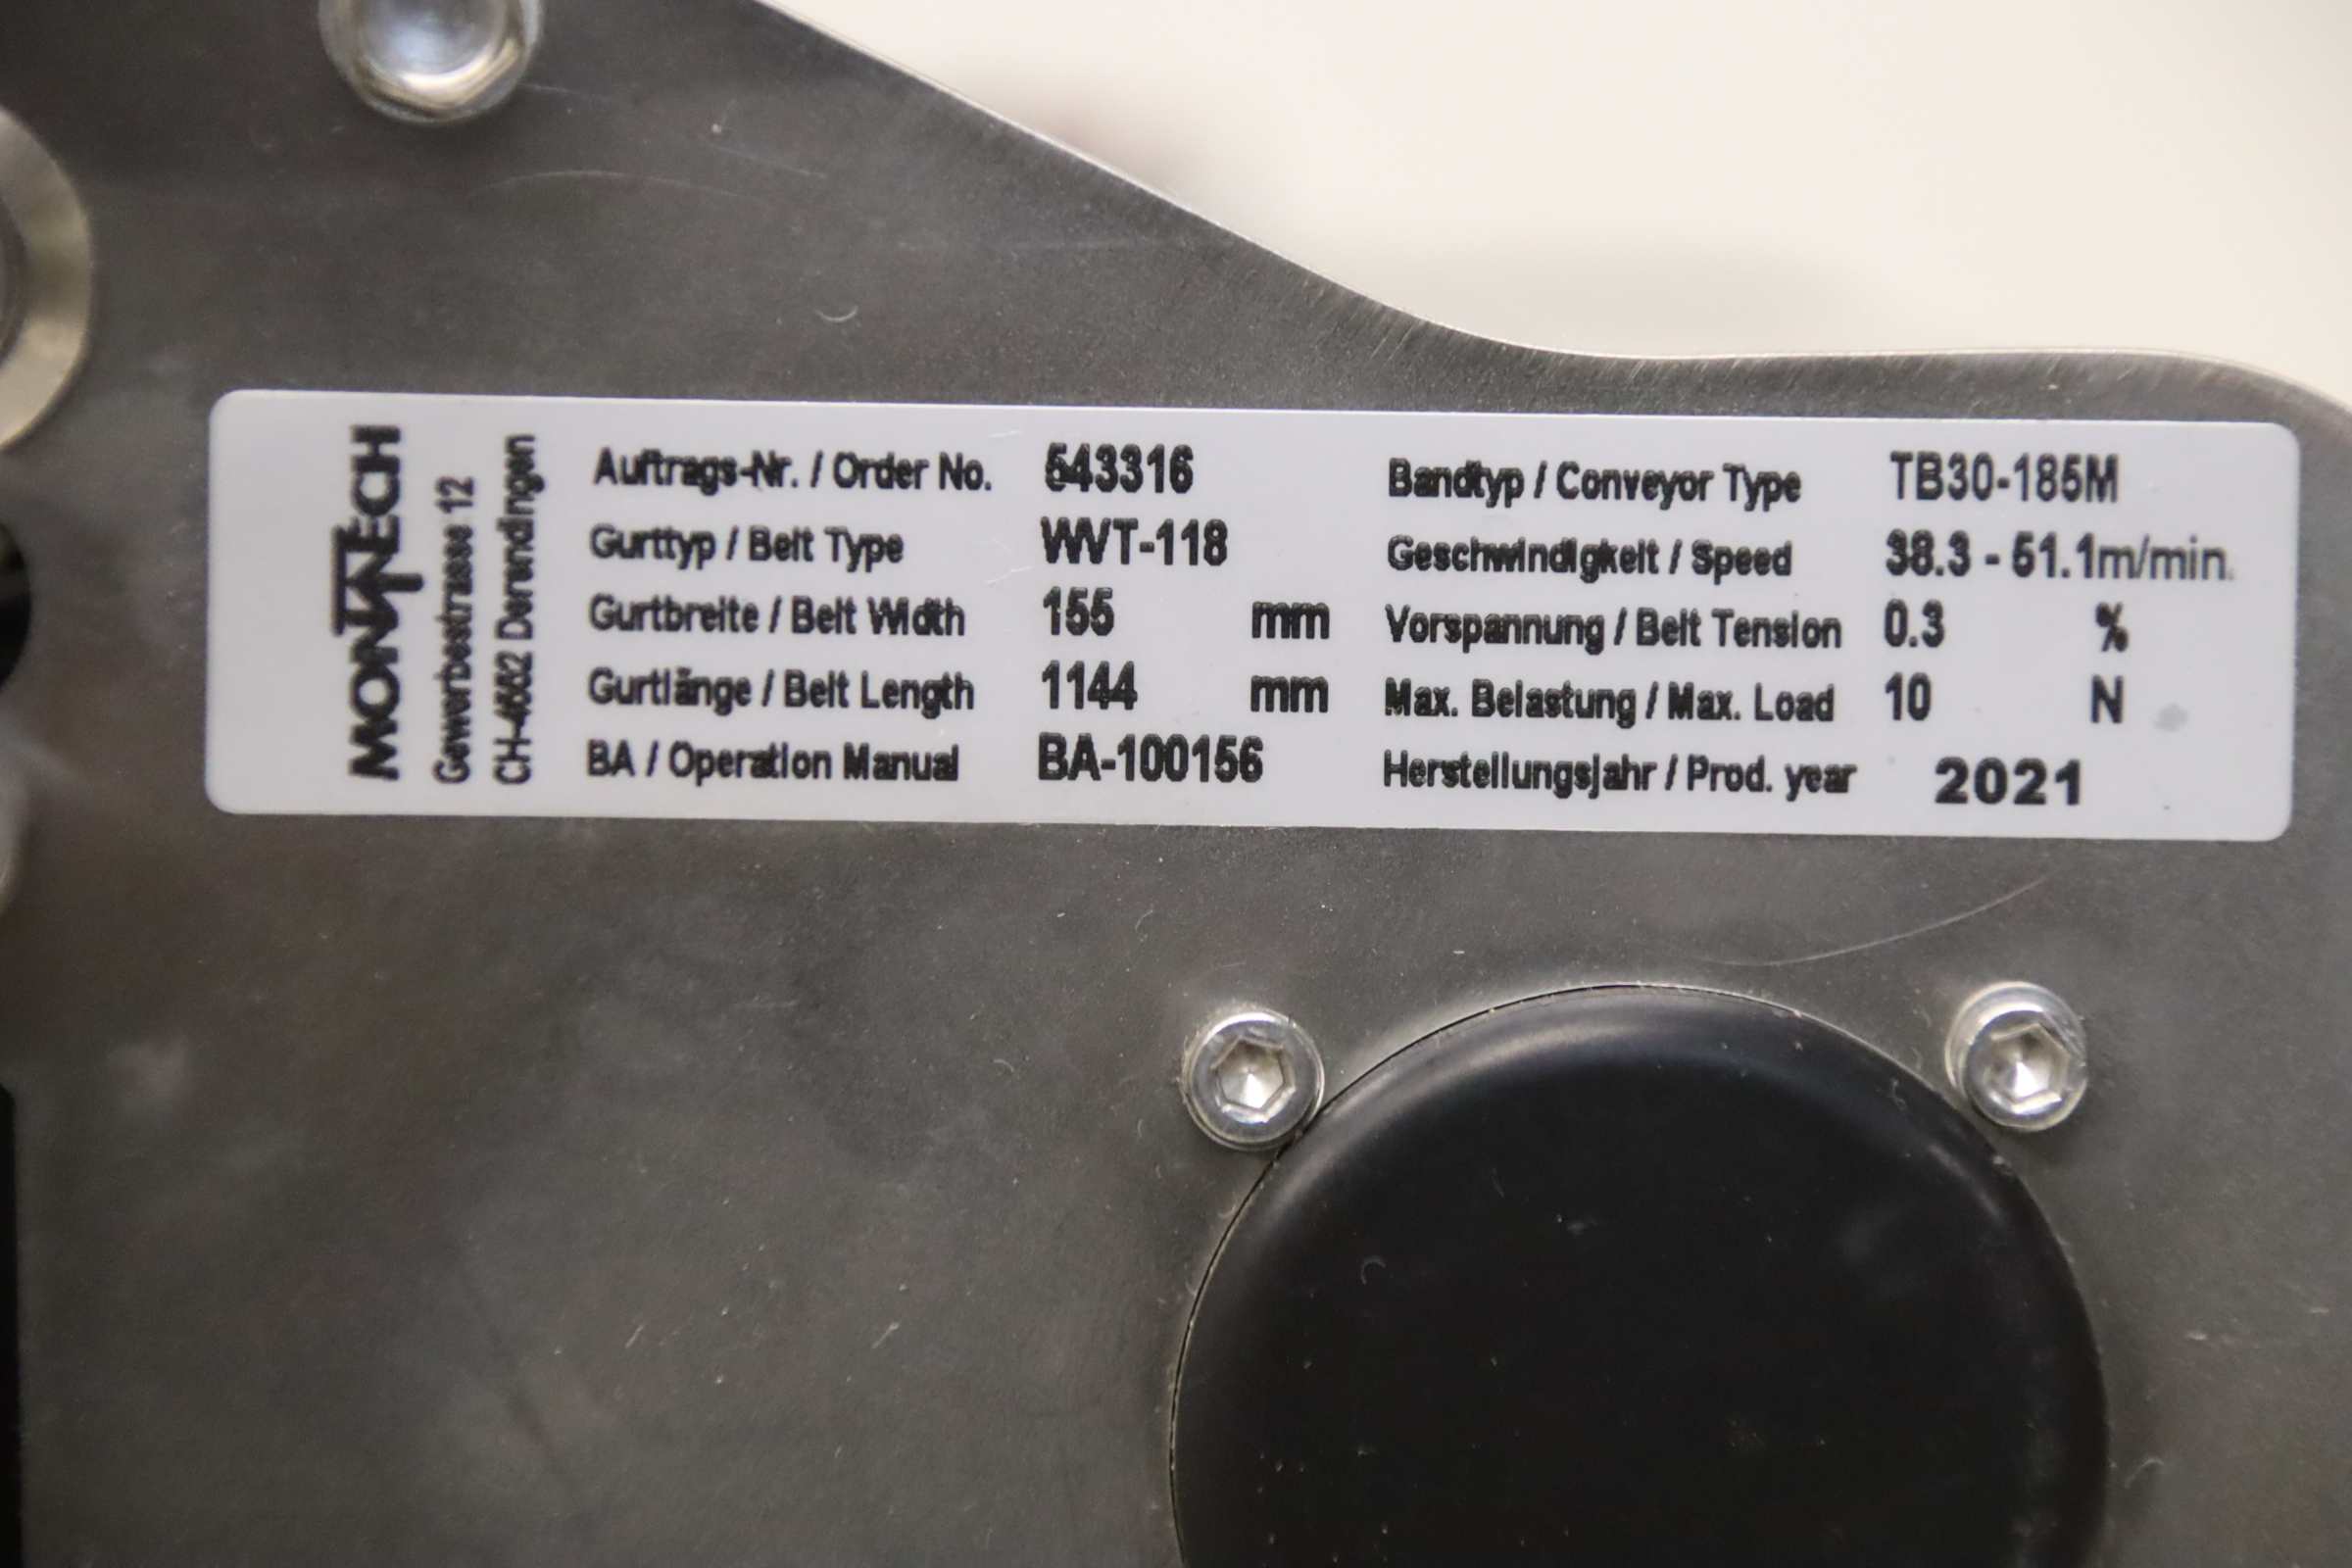 MONTECH
Gewerbestrasse 12
CH-4552 Derendingen
Auftrags-Nr. / Order No. 543316
Gurttyp / Belt Type WVT-118
Gurtbreite / Belt Width 155 mm
Gurtlänge / Belt Length 1144 mm
BA / Operation Manual BA-100156
Bandtyp / Conveyor Type TB30-185M
Geschwindigkeit / Speed 38.3 - 51.1m/min.
Vorspannung / Belt Tension 0.3 %
Max. Belastung / Max. Load 10 N
Herstellungsjahr / Prod. year 2021